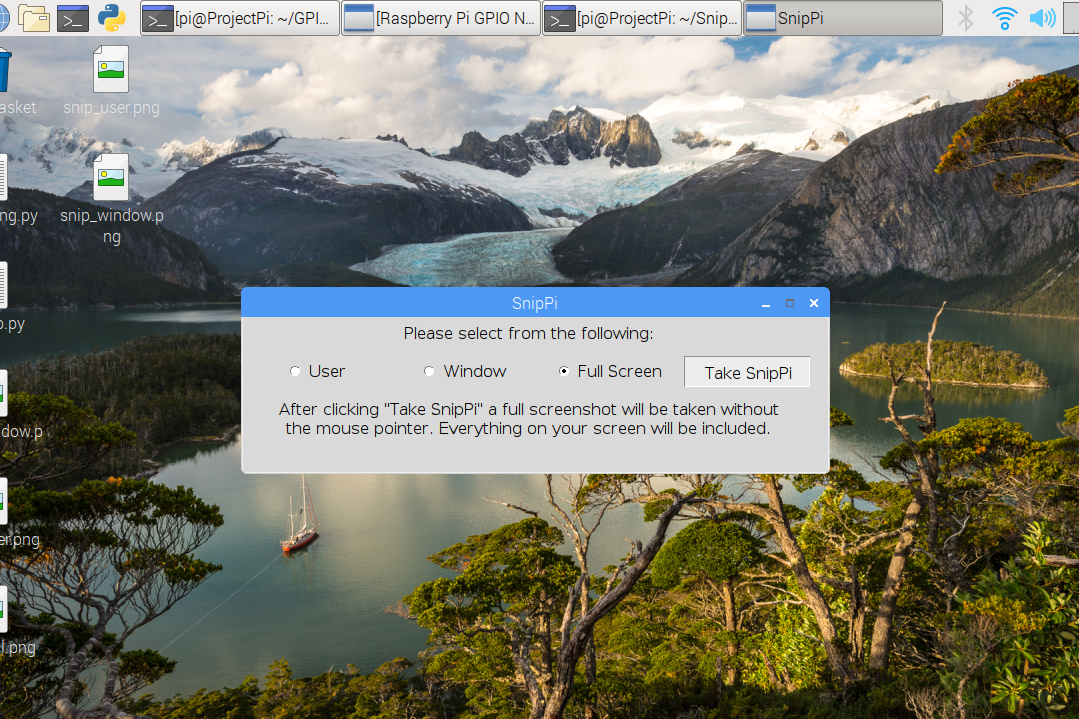 [pi@ProjectPi: ~/GPI...
[Raspberry Pi GPIO N...
[pi@ProjectPi: ~/Snip...
SnipPi
asket
snip_user.png
ng.py
snip_window.p
ng
o.py
dow.p
er.png
l.png
SnipPi
Please select from the following:
User
Window
Full Screen
Take SnipPi
After clicking "Take SnipPi" a full screenshot will be taken without
the mouse pointer. Everything on your screen will be included.